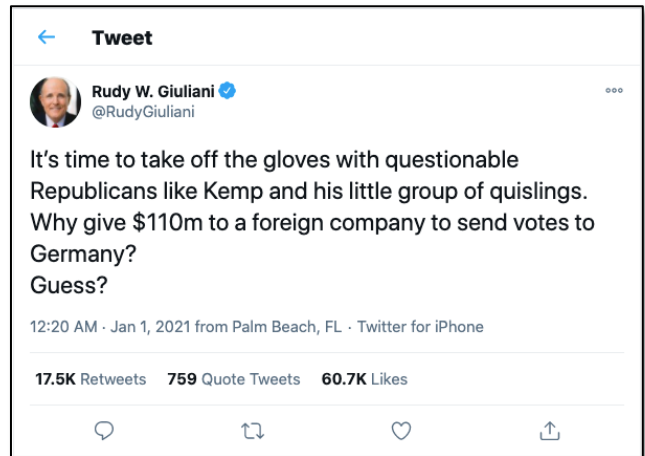 Tweet
Rudy W. Giuliani
@RudyGiuliani
It's time to take off the gloves with questionable
Republicans like Kemp and his little group of quislings.
Why give $110m to a foreign company to send votes to
Germany?
Guess?
12:20 AM · Jan 1, 2021 from Palm Beach, FL · Twitter for iPhone
17.5K Retweets 759 Quote Tweets 60.7K Likes